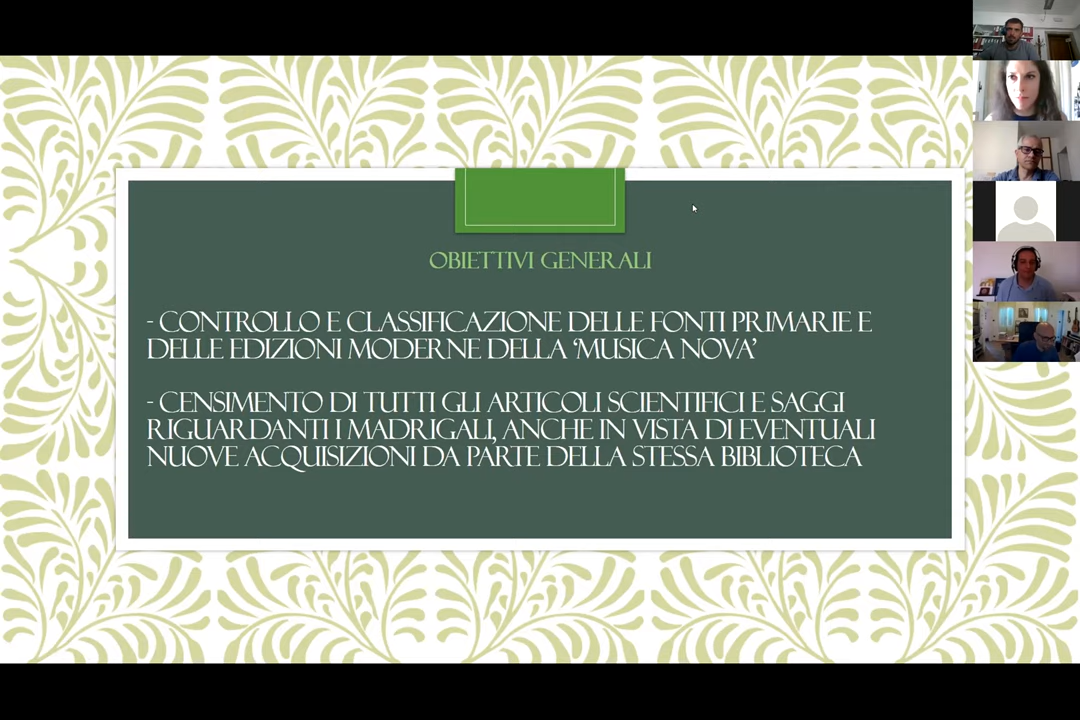 OBIETTIVI GENERALI
- CONTROLLO E CLASSIFICAZIONE DELLE FONTI PRIMARIE E
DELLE EDIZIONI MODERNE DELLA ‘MUSICA NOVA’
- CENSIMENTO DI TUTTI GLI ARTICOLI SCIENTIFICI E SAGGI
RIGUARDANTI I MADRIGALI, ANCHE IN VISTA DI EVENTUALI
NUOVE ACQUISIZIONI DA PARTE DELLA STESSA BIBLIOTECA